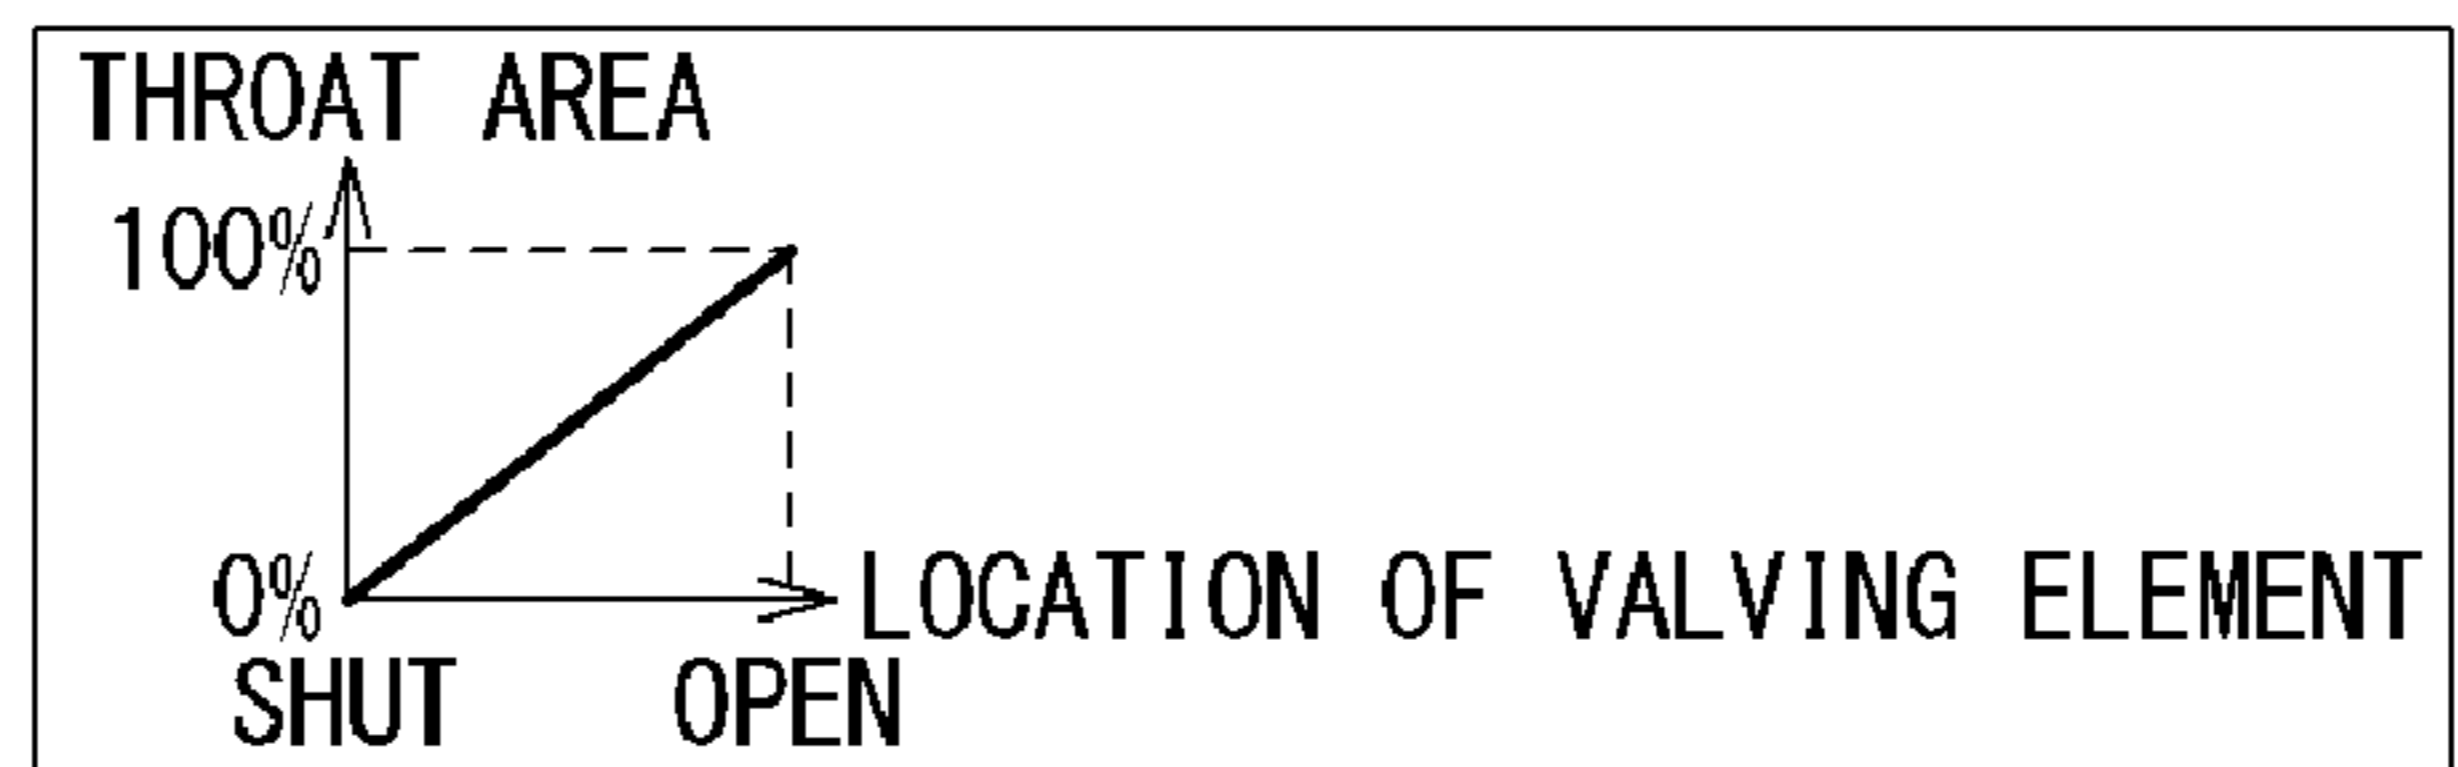 THROAT AREA
100%
0%
LOCATION OF VALVING ELEMENT
SHUT
OPEN